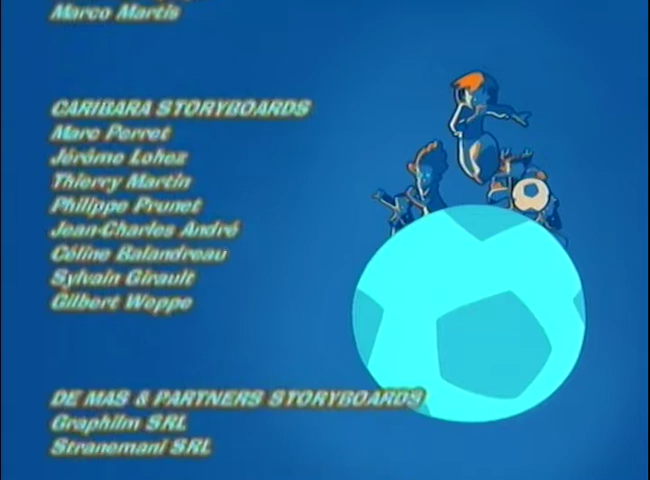 Marco Martis
CARIBARA STORYBOARDS
Marc Perret
Jérôme Lohez
Thierry Martin
Philippe Prunet
Jean-Charles André
Céline Balandreau
Sylvain Girault
Gilbert Weppe
DE MAS & PARTNERS STORYBOARDS
Graphilm SRL
Stranemani SRL